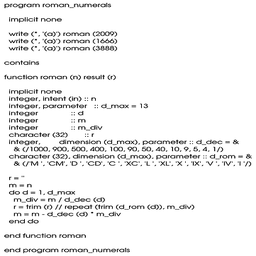 program roman_numerals
implicit none
write (*, '(a)') roman (2009)
write (*, '(a)') roman (1666)
write (*, '(a)') roman (3888)
contains
function roman (n) result (r)
implicit none
integer, intent (in) :: n
integer, parameter :: d_max = 13
integer :: d
integer :: m
integer :: m_div
character (32) :: r
integer, dimension (d_max), parameter :: d_dec = &
& (/1000, 900, 500, 400, 100, 90, 50, 40, 10, 9, 5, 4, 1/)
character (32), dimension (d_max), parameter :: d_rom = &
& (/'M ', 'CM', 'D ', 'CD', 'C ', 'XC', 'L ', 'XL', 'X ', 'IX', 'V ', 'IV', 'I '/)
r = ''
m = n
do d = 1, d_max
m_div = m / d_dec (d)
r = trim (r) // repeat (trim (d_rom (d)), m_div)
m = m - d_dec (d) * m_div
end do
end function roman
end program roman_numerals